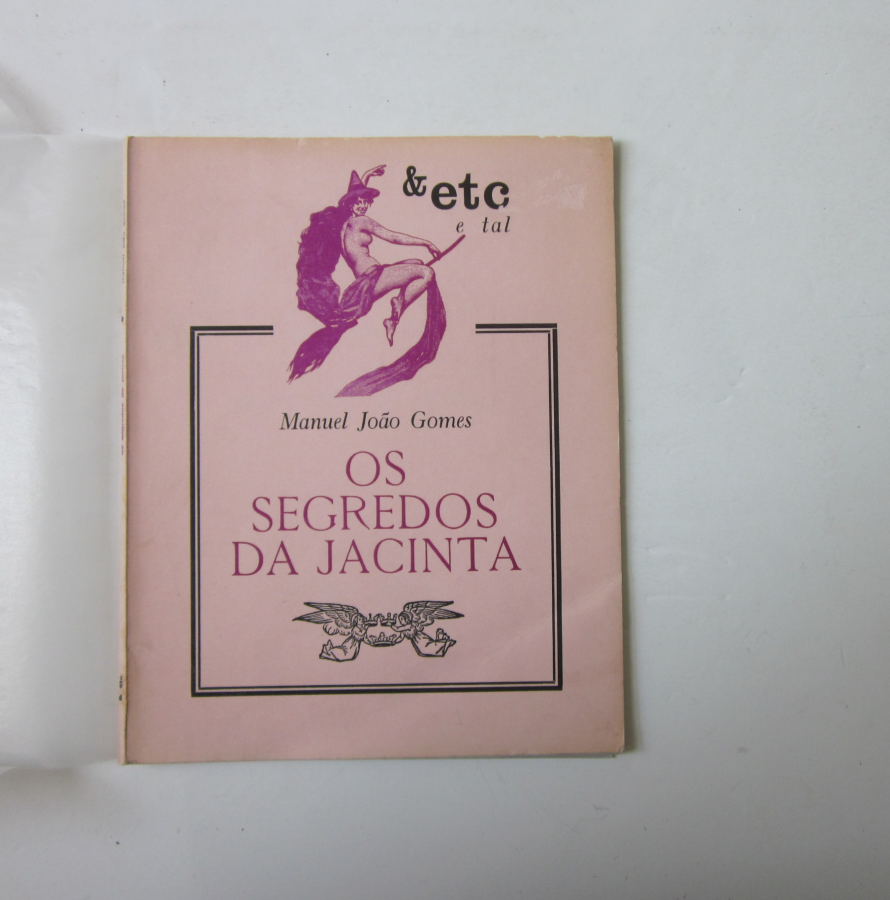 & etc
e tal
Manuel João Gomes
OS
SEGREDOS
DA JACINTA